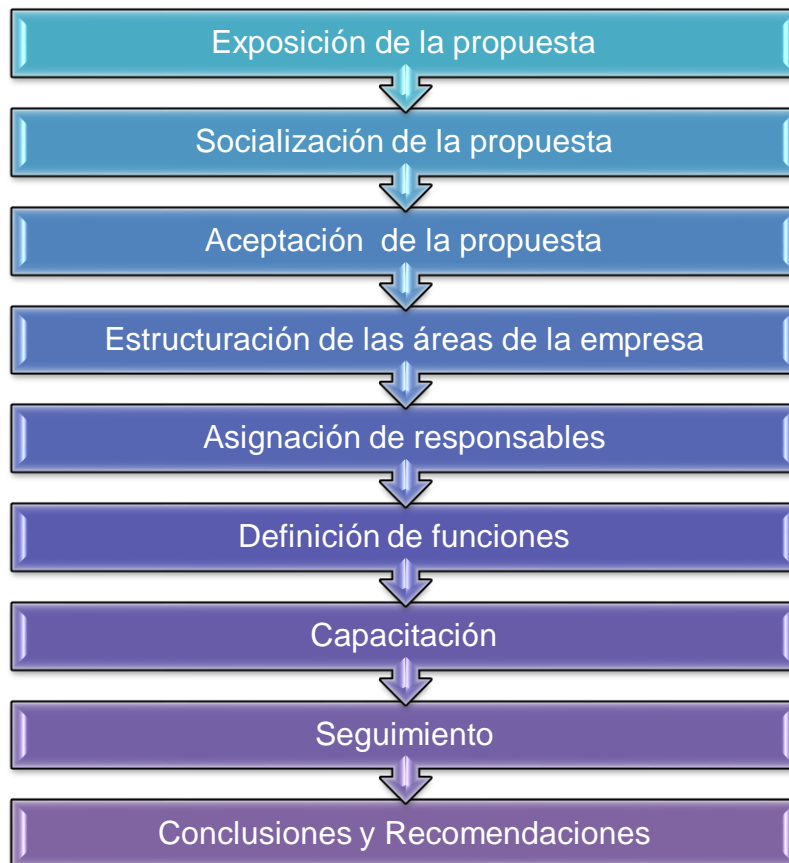 Exposición de la propuesta
Socialización de la propuesta
Aceptación de la propuesta
Estructuración de las áreas de la empresa
Asignación de responsables
Definición de funciones
Capacitación
Seguimiento
Conclusiones y Recomendaciones